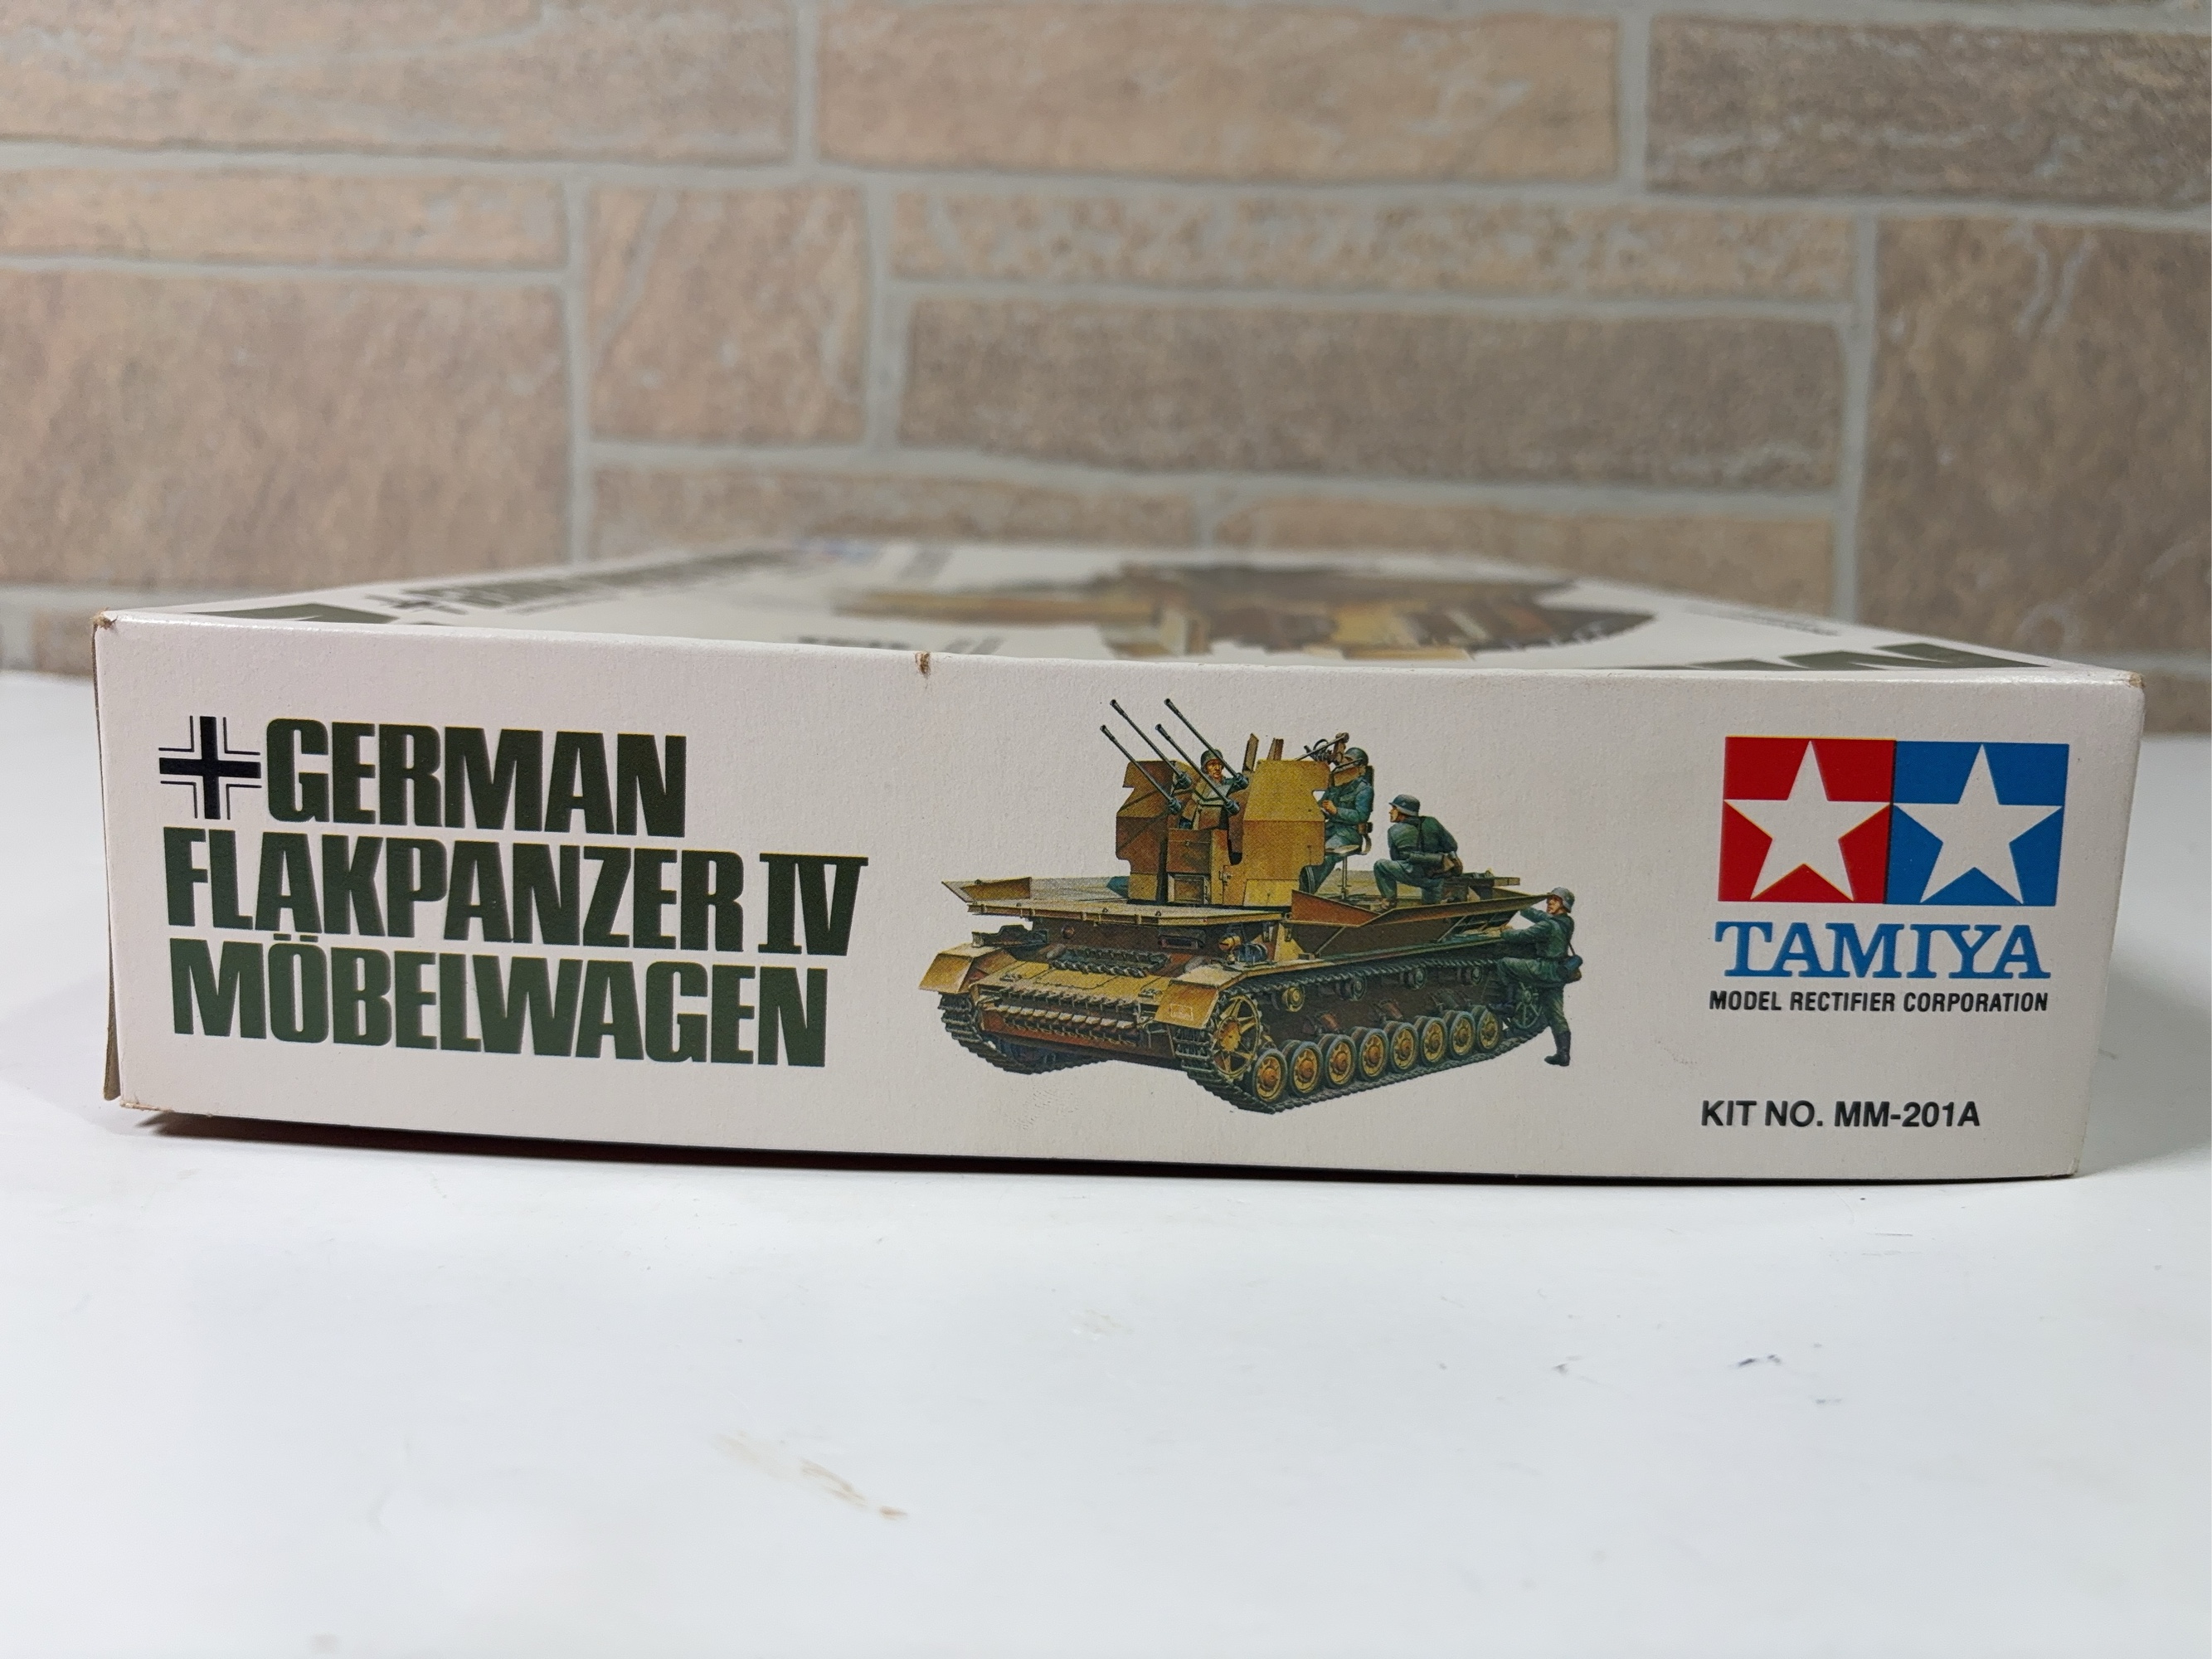 GERMAN
FLAKPANZER IV
MÖBELWAGEN
TAMIYA
MODEL RECTIFIER CORPORATION
KIT NO. MM-201A